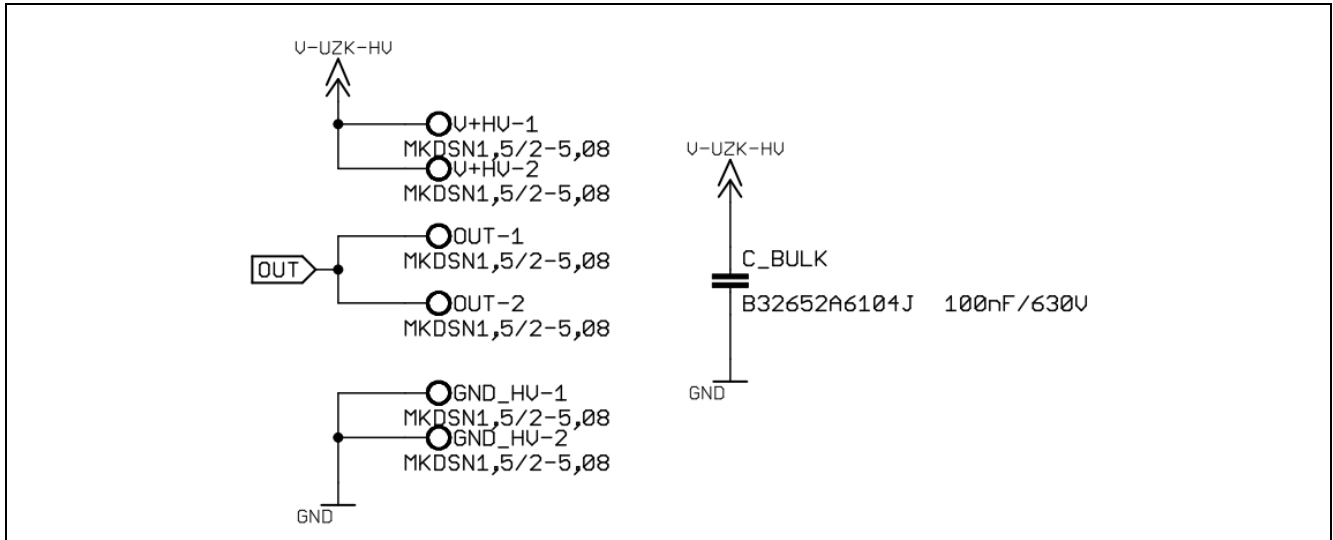 V-UZK-HV
V+HV-1
MKDSN1,5/2-5,08
V+HV-2
MKDSN1,5/2-5,08
OUT
OUT-1
MKDSN1,5/2-5,08
OUT-2
MKDSN1,5/2-5,08
GND_HV-1
MKDSN1,5/2-5,08
GND_HV-2
MKDSN1,5/2-5,08
GND
V-UZK-HV
C_BULK
B32652A6104J 100nF/630V
GND